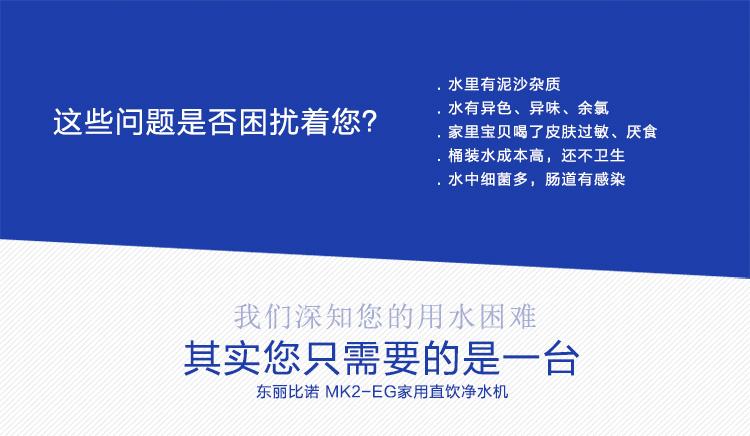 这些问题是否困扰着您？
. 水里有泥沙杂质
. 水有异色、异味、余氯
. 家里宝贝喝了皮肤过敏、厌食
. 桶装水成本高，还不卫生
. 水中细菌多，肠道有感染
我们深知您的用水困难
其实您只需要的是一台
东丽比诺 MK2-EG家用直饮净水机